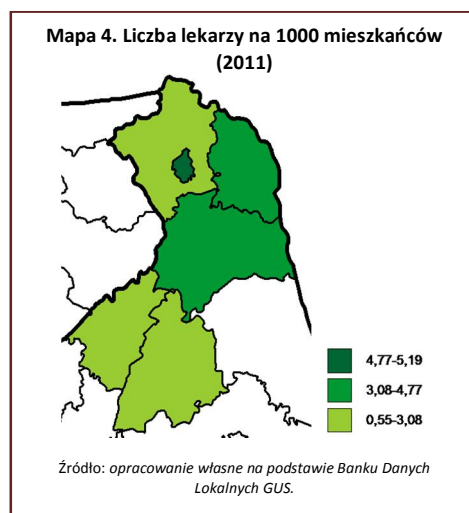 Mapa 4. Liczba lekarzy na 1000 mieszkańców
(2011)
4,77-5,19
3,08-4,77
0,55-3,08
Źródło: opracowanie własne na podstawie Banku Danych
Lokalnych GUS.